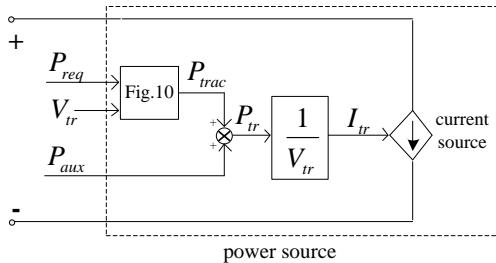 +
P_req
V_tr
Fig.10
P_trac
+
+
P_tr
1
V_tr
I_tr
current
source
P_aux
-
power source